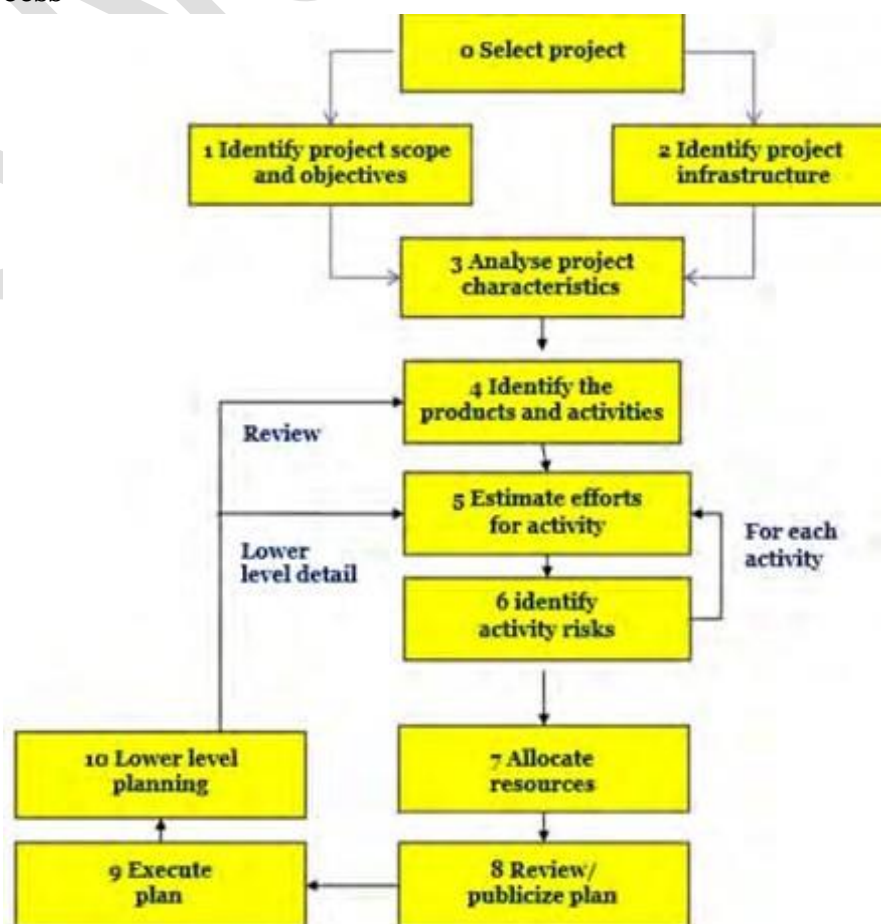 o Select project
1 Identify project scope
and objectives
2 Identify project
infrastructure
3 Analyse project
characteristics
4 Identify the
products and activities
Review
5 Estimate efforts
for activity
For each
activity
Lower
level detail
6 identify
activity risks
10 Lower level
planning
7 Allocate
resources
9 Execute
plan
8 Review/
publicize plan